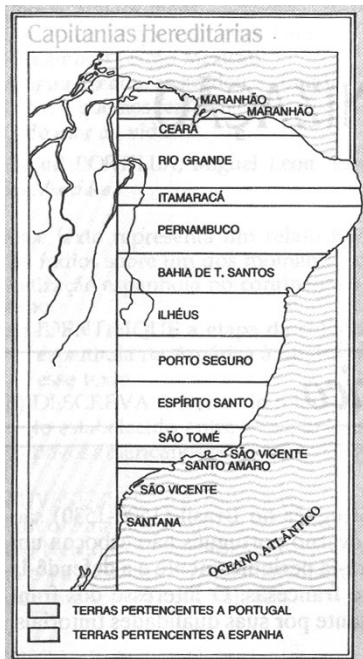 Capitanias Hereditárias
MARANHÃO
MARANHÃO
CEARÁ
RIO GRANDE
ITAMARACÁ
PERNAMBUCO
BAHIA DE T. SANTOS
ILHÉUS
PORTO SEGURO
ESPÍRITO SANTO
SÃO TOMÉ
SÃO VICENTE
SANTO AMARO
SÃO VICENTE
SANTANA
OCEANO ATLÂNTICO
TERRAS PERTENCENTES A PORTUGAL
TERRAS PERTENCENTES A ESPANHA